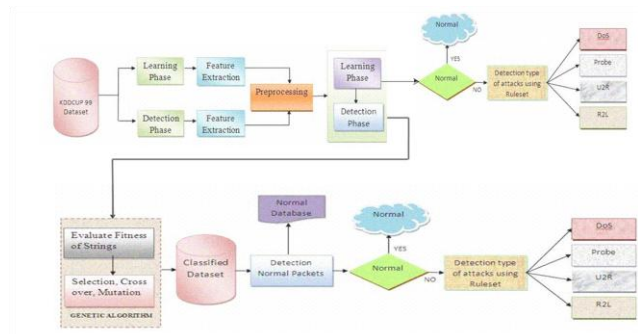 Normal
DoS
Learning
Phase
Feature
Extraction
Learning
Phase
YES
Probe
KDDCUP 99
Dataset
Preprocessing
Normal
NO
Detection type
of attacks using
Ruleset
U2R
Detection
Phase
Feature
Extraction
Detection
Phase
R2L
Normal
Database
Normal
DoS
Evaluate Fitness
of Strings
Classified
Dataset
YES
Probe
Detection
Normal Packets
Normal
NO
Detection type
of attacks using
Ruleset
U2R
Selection, Cross
over, Mutation
R2L
GENETIC ALGORITHM